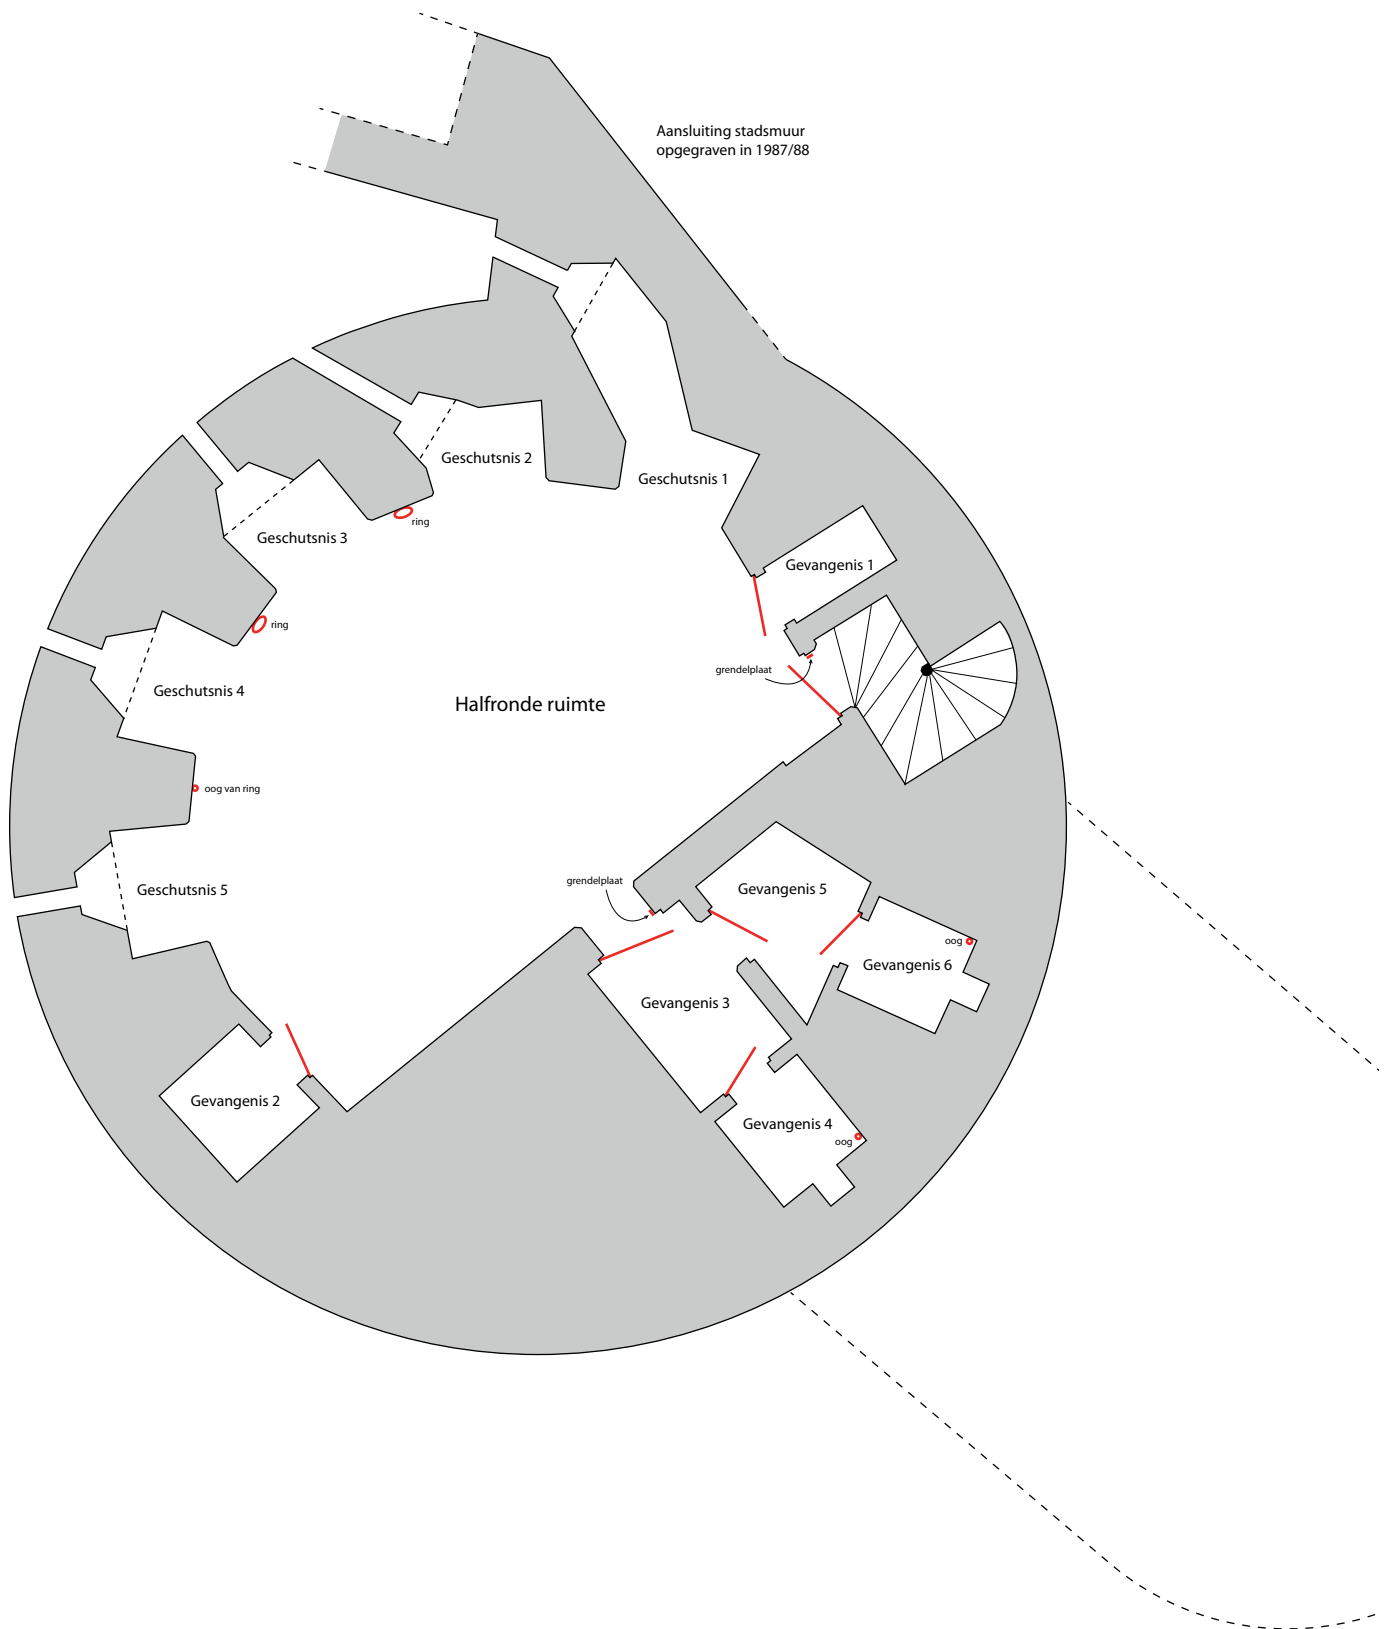 Aansluiting stadsmuur
opgegraven in 1987/88
Geschutsnis 2
Geschutsnis 1
ring
Geschutsnis 3
Gevangenis 1
ring
grendelplaat
Geschutsnis 4
Halfronde ruimte
oog van ring
grendelplaat
Geschutsnis 5
Gevangenis 5
oog
Gevangenis 6
Gevangenis 3
Gevangenis 2
Gevangenis 4
oog